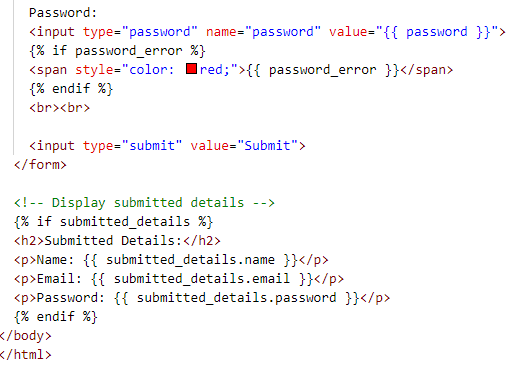 Password:
<input type="password" name="password" value="{{ password }}">
{% if password_error %}
<span style="color: red;">{{ password_error }}</span>
{% endif %}
<br><br>
<input type="submit" value="Submit">
</form>
<!-- Display submitted details -->
{% if submitted_details %}
<h2>Submitted Details:</h2>
<p>Name: {{ submitted_details.name }}</p>
<p>Email: {{ submitted_details.email }}</p>
<p>Password: {{ submitted_details.password }}</p>
{% endif %}
</body>
</html>